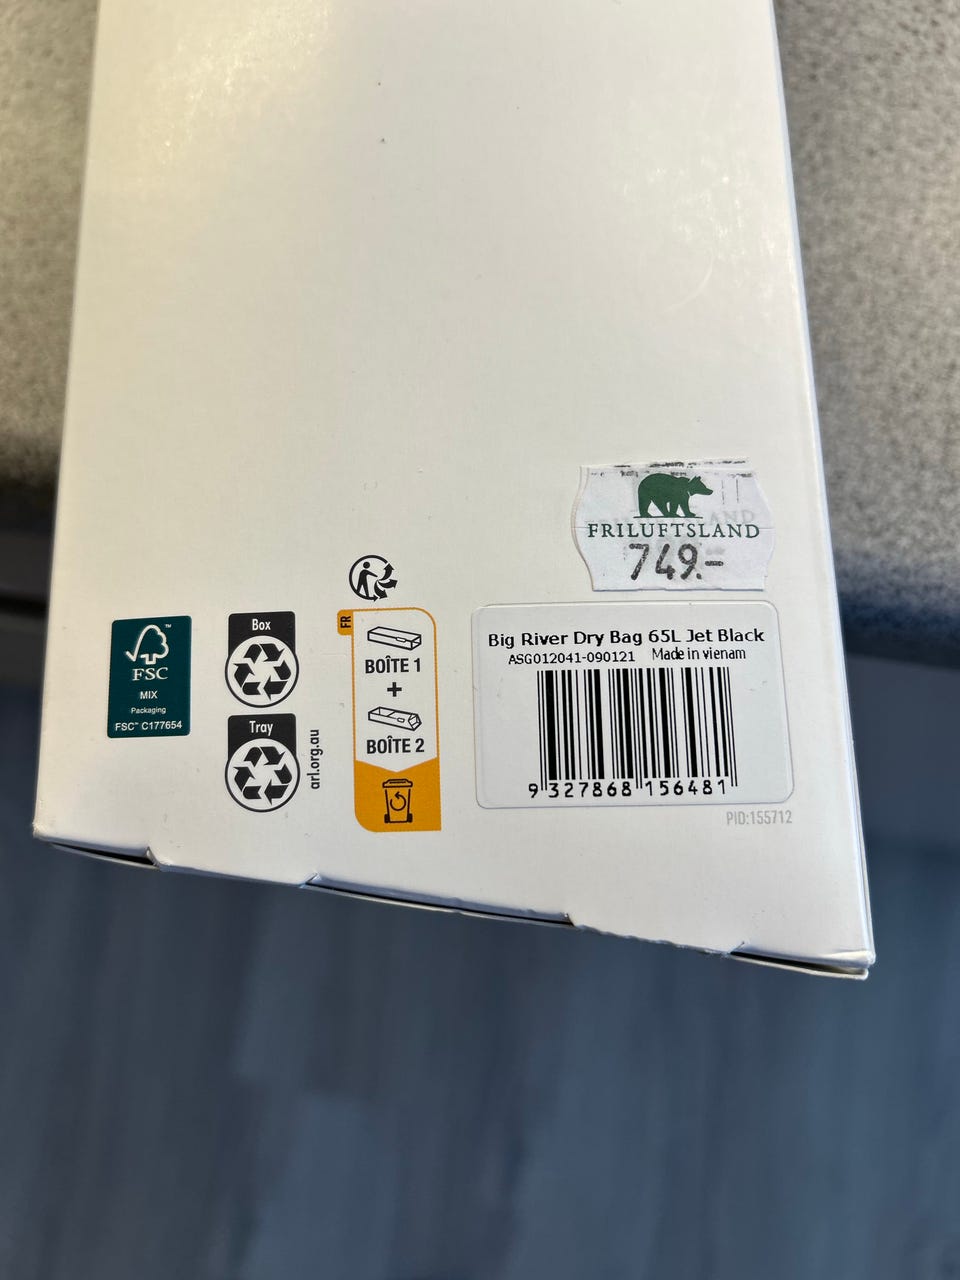 FRILUFTSLAND
749.-
FSC™
MIX
Packaging
FSC™ C177654
Box
Tray
arl.org.au
FR
BOÎTE 1
+
BOÎTE 2
Big River Dry Bag 65L Jet Black
ASG012041-090121 Made in vienam
9 327868 156481
PID:155712